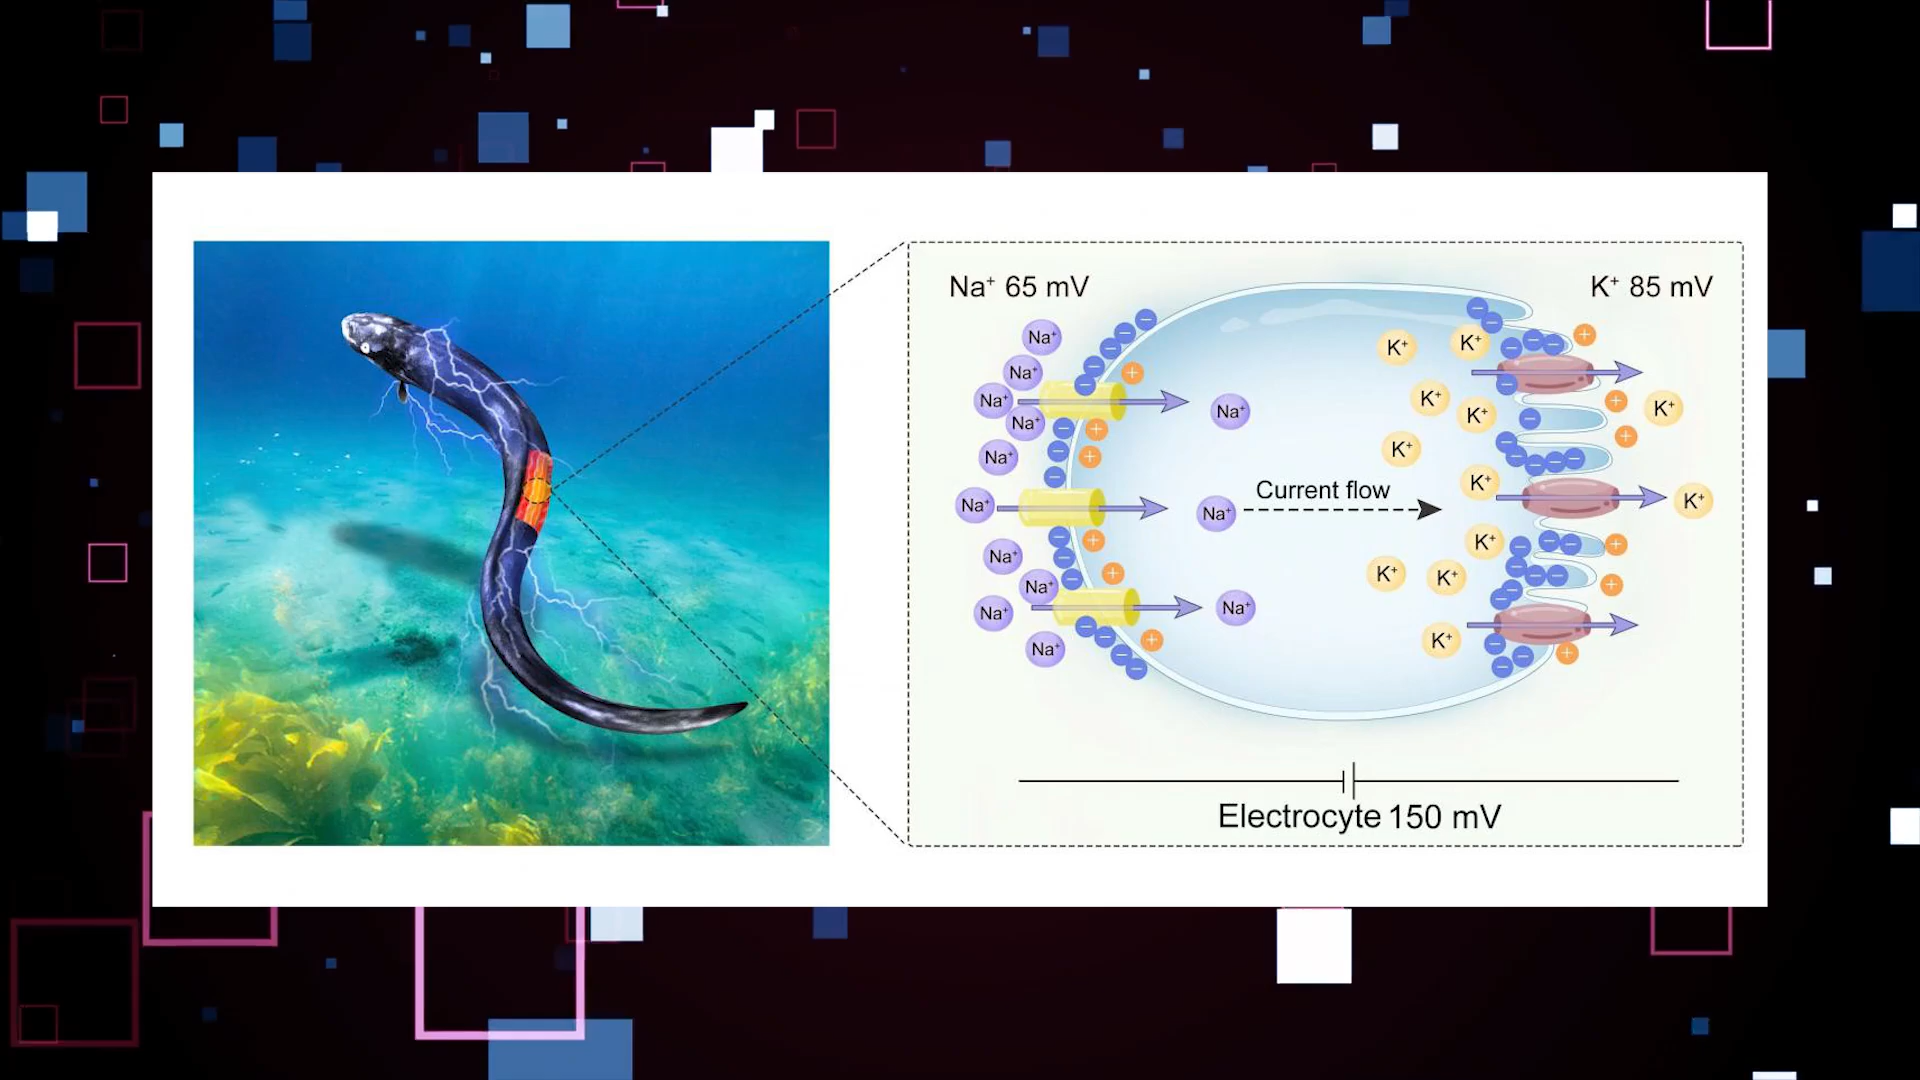 Na⁺ 65 mV
K⁺ 85 mV
Na⁺
Na⁺
Na⁺
Na⁺
Na⁺
Na⁺
Na⁺
Na⁺
Na⁺
Na⁺
Na⁺
Na⁺
Na⁺
Current flow
K⁺
K⁺
K⁺
K⁺
K⁺
K⁺
K⁺
K⁺
K⁺
K⁺
K⁺
K⁺
Electrocyte 150 mV